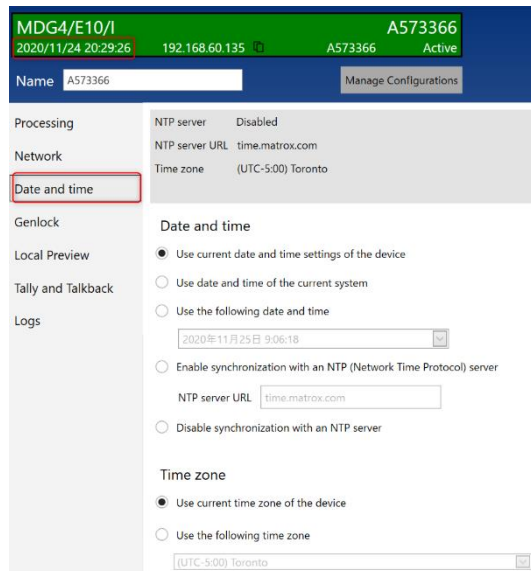 MDG4/E10/I A573366
2020/11/24 20:29:26 192.168.60.135 A573366 Active
Name A573366 Manage Configurations
Processing
Network
Date and time
Genlock
Local Preview
Tally and Talkback
Logs
NTP server Disabled
NTP server URL time.matrox.com
Time zone (UTC-5:00) Toronto
Date and time
Use current date and time settings of the device
Use date and time of the current system
Use the following date and time
2020年11月25日 9:06:18
Enable synchronization with an NTP (Network Time Protocol) server
NTP server URL time.matrox.com
Disable synchronization with an NTP server
Time zone
Use current time zone of the device
Use the following time zone
(UTC-5:00) Toronto